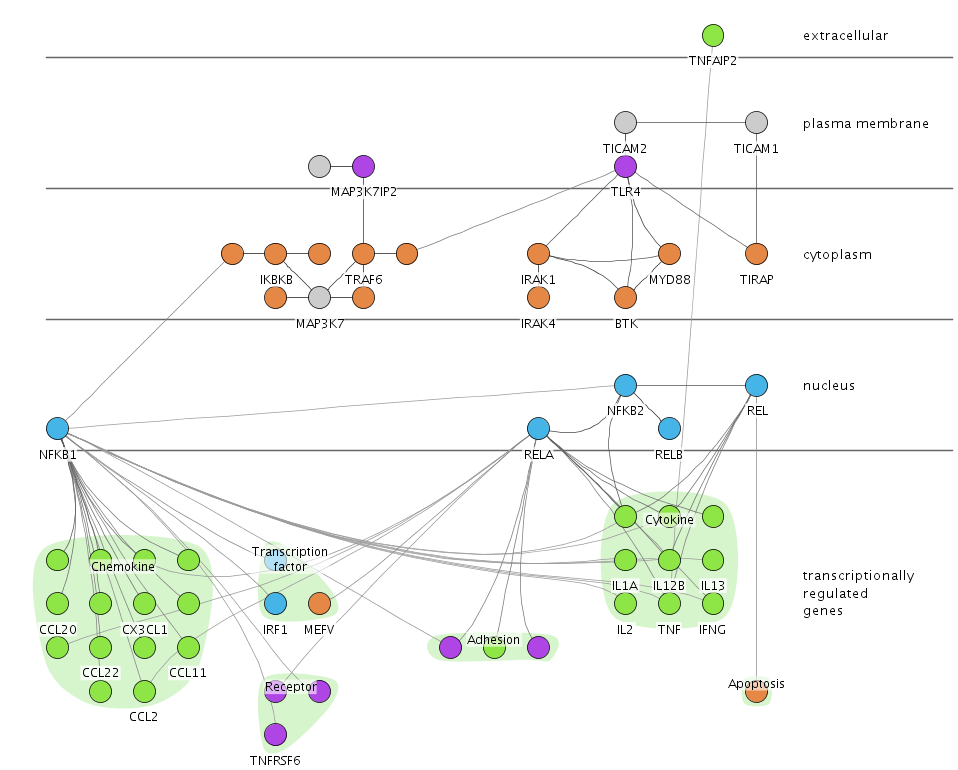 extracellular
TNFAIP2
plasma membrane
TICAM2
TICAM1
MAP3K7IP2
TLR4
cytoplasm
IKBKB
TRAF6
IRAK1
MYD88
TIRAP
MAP3K7
IRAK4
BTK
nucleus
NFKB2
REL
NFKB1
RELA
RELB
Cytokine
Transcription
factor
Chemokine
IL1A
IL12B
IL13
transcriptionally
regulated
genes
CCL20
CX3CL1
IRF1
MEFV
IL2
TNF
IFNG
Adhesion
CCL22
CCL11
Receptor
Apoptosis
CCL2
TNFRSF6